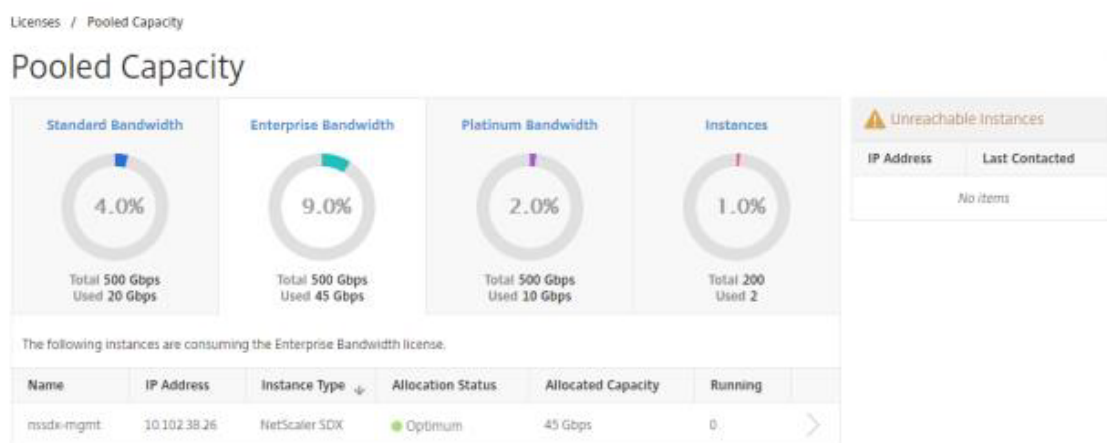 Licenses / Pooled Capacity
Pooled Capacity
Standard Bandwidth
4.0%
Total 500 Gbps
Used 20 Gbps
Enterprise Bandwidth
9.0%
Total 500 Gbps
Used 45 Gbps
Platinum Bandwidth
2.0%
Total 500 Gbps
Used 10 Gbps
Instances
1.0%
Total 200
Used 2
Unreachable Instances
IP Address Last Contacted
No items
The following instances are consuming the Enterprise Bandwidth license.
Name IP Address Instance Type Allocation Status Allocated Capacity Running
nssdx-mgmt 10.102.38.26 NetScaler SDX Optimum 45 Gbps 0